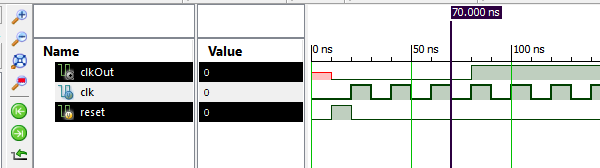 70.000 ns
Name Value
0 ns 50 ns 100 ns
clkOut 0
clk 0
reset 0